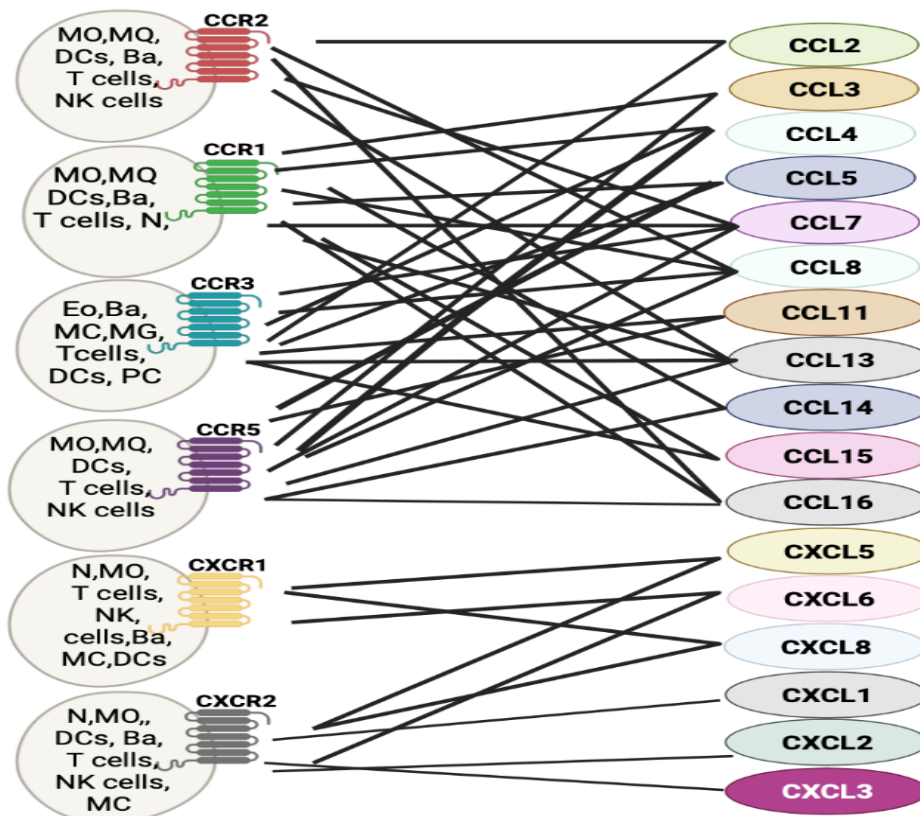 CCR2
MO,MQ,
DCs, Ba,
T cells,
NK cells
CCR1
MO,MQ
DCs,Ba,
T cells, N,
CCR3
Eo,Ba,
MC,MG,
Tcells,
DCs, PC
CCR5
MO,MQ,
DCs,
T cells,
NK cells
CXCR1
N,MO,
T cells,
NK,
cells,Ba,
MC,DCs
CXCR2
N,MO,,
DCs, Ba,
T cells,
NK cells,
MC
CCL2
CCL3
CCL4
CCL5
CCL7
CCL8
CCL11
CCL13
CCL14
CCL15
CCL16
CXCL5
CXCL6
CXCL8
CXCL1
CXCL2
CXCL3